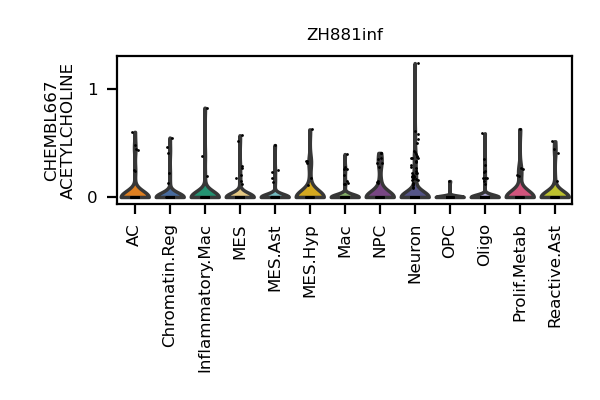 ZH881inf
CHEMBL667
ACETYLCHOLINE
1
0
AC
Chromatin.Reg
Inflammatory.Mac
MES
MES.Ast
MES.Hyp
Mac
NPC
Neuron
OPC
Oligo
Prolif.Metab
Reactive.Ast